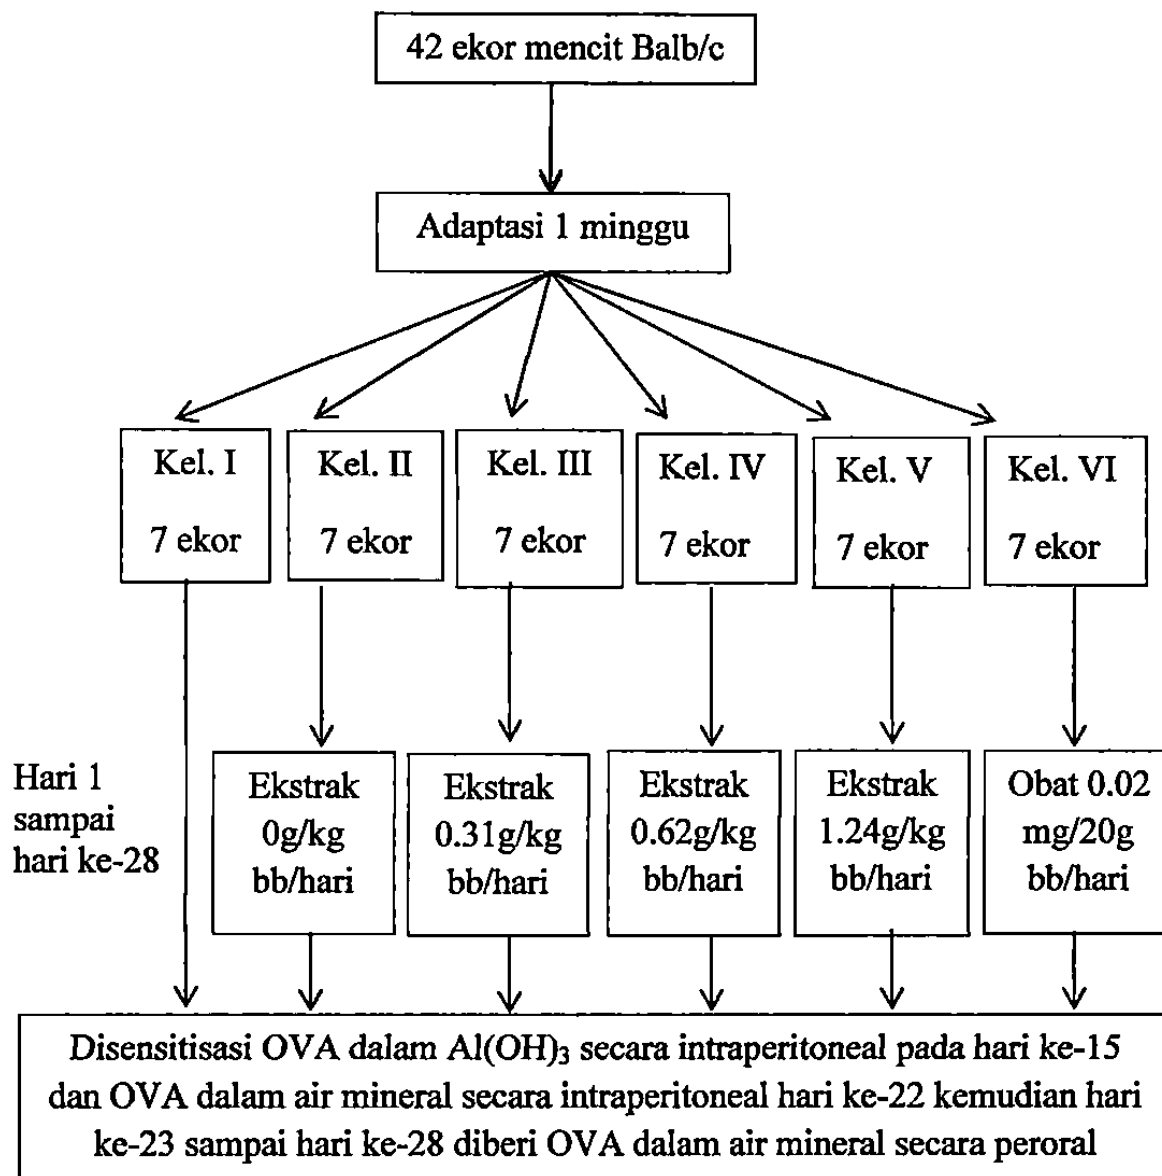 42 ekor mencit Balb/c
Adaptasi 1 minggu
Kel. I
7 ekor
Kel. II
7 ekor
Kel. III
7 ekor
Kel. IV
7 ekor
Kel. V
7 ekor
Kel. VI
7 ekor
Hari 1
sampai
hari ke-28
Ekstrak
0g/kg
bb/hari
Ekstrak
0.31g/kg
bb/hari
Ekstrak
0.62g/kg
bb/hari
Ekstrak
1.24g/kg
bb/hari
Obat 0.02
mg/20g
bb/hari
Disensitisasi OVA dalam Al(OH)₃ secara intraperitoneal pada hari ke-15
dan OVA dalam air mineral secara intraperitoneal hari ke-22 kemudian hari
ke-23 sampai hari ke-28 diberi OVA dalam air mineral secara peroral